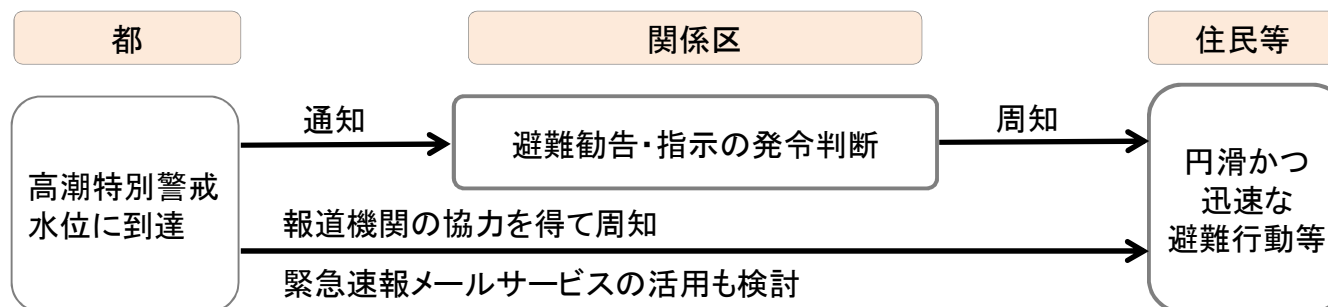 都
関係区
住民等
高潮特別警戒
水位に到達
通知
避難勧告・指示の発令判断
周知
報道機関の協力を得て周知
緊急速報メールサービスの活用も検討
円滑かつ
迅速な
避難行動等